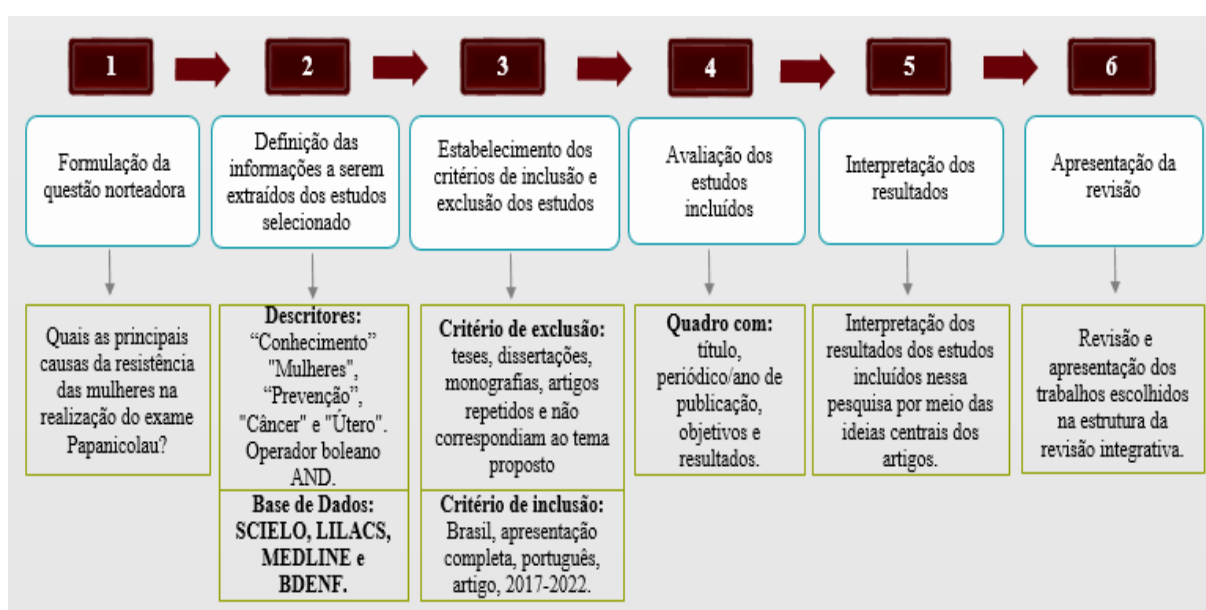 1
2
3
4
5
6
Formulação da
questão norteadora
Definição das
informações a serem
extraídos dos estudos
selecionado
Estabelecimento dos
critérios de inclusão e
exclusão dos estudos
Avaliação dos
estudos
incluídos
Interpretação dos
resultados
Apresentação da
revisão
Quais as principais
causas da resistência
das mulheres na
realização do exame
Papanicolau?
Descritores:
“Conhecimento”
"Mulheres",
“Prevenção”,
"Câncer" e "Útero".
Operador boleano
AND.
Base de Dados:
SCIELO, LILACS,
MEDLINE e
BDENF.
Critério de exclusão:
teses, dissertações,
monografias, artigos
repetidos e não
correspondiam ao tema
proposto
Critério de inclusão:
Brasil, apresentação
completa, português,
artigo, 2017-2022.
Quadro com:
título,
periódico/ano de
publicação,
objetivos e
resultados.
Interpretação dos
resultados dos estudos
incluídos nessa
pesquisa por meio das
ideias centrais dos
artigos.
Revisão e
apresentação dos
trabalhos escolhidos
na estrutura da
revisão integrativa.